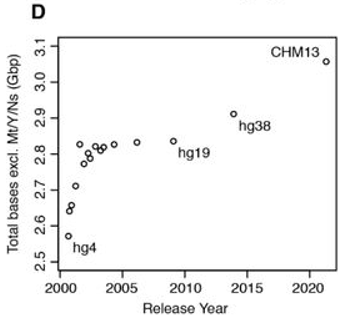 D
Total bases excl. Mt/Y/Ns (Gbp)
3.1
3.0
2.9
2.8
2.7
2.6
2.5
CHM13
hg38
hg19
hg4
2000 2005 2010 2015 2020
Release Year